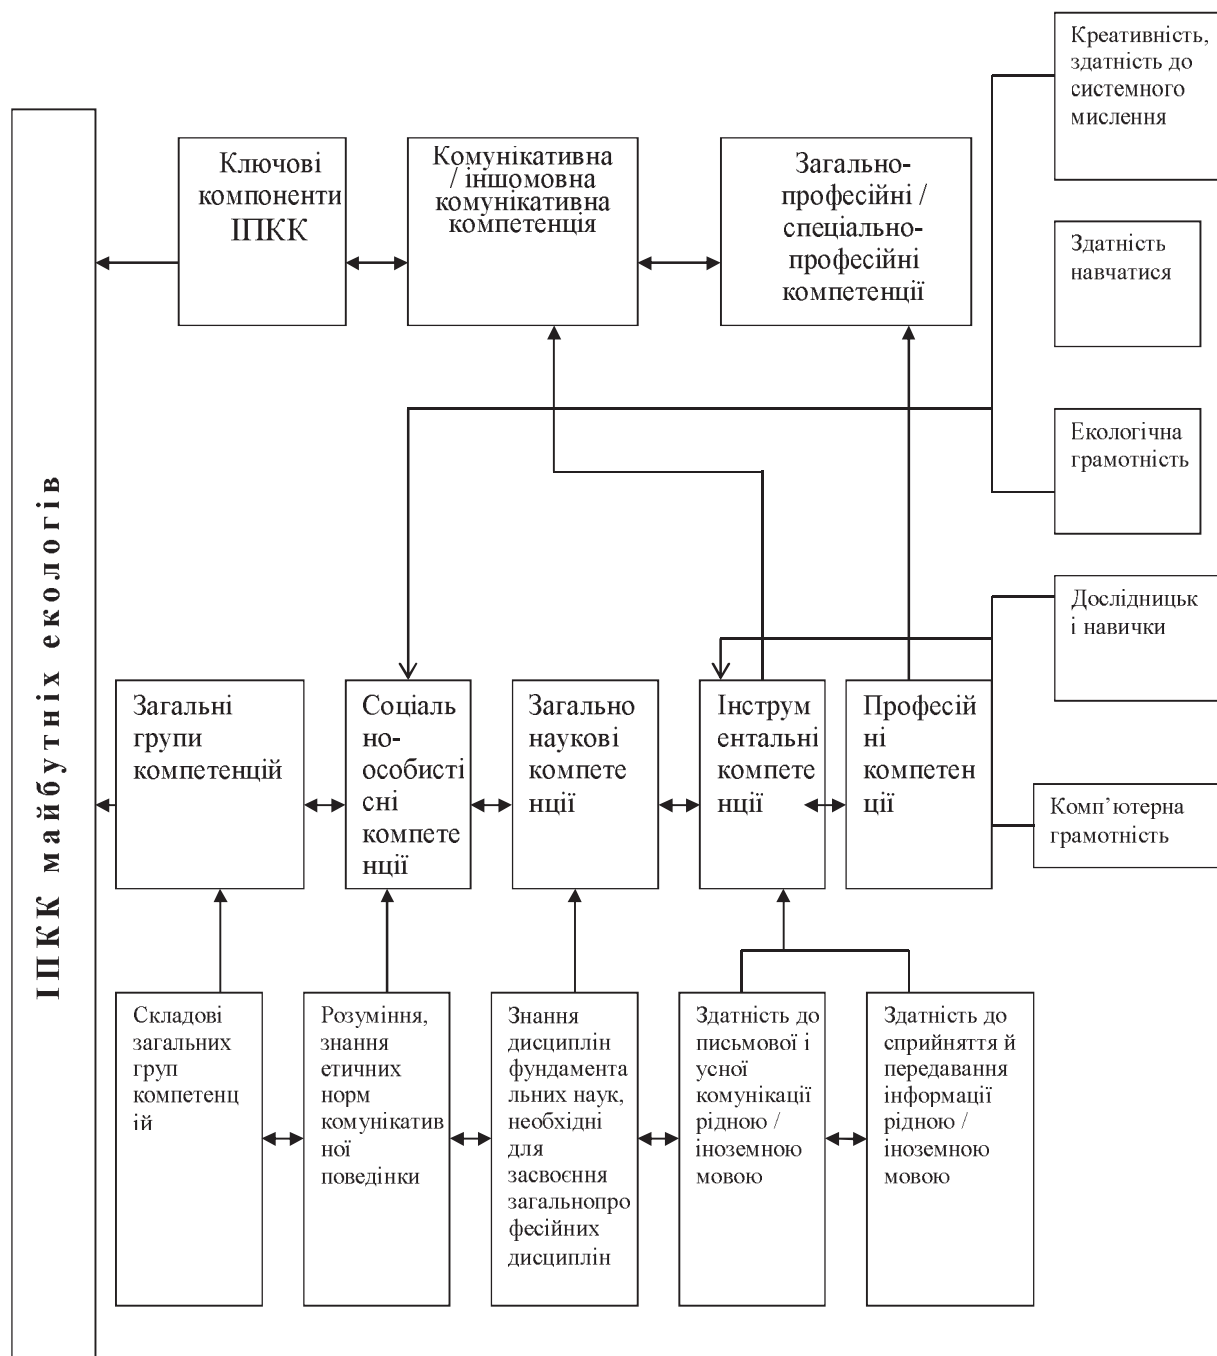 ІПКК майбутніх екологів
Ключові
компоненти
ІПКК
Комунікативна
/ іншомовна
комунікативна
компетенція
Загально-
професійні /
спеціально-
професійні
компетенції
Креативність,
здатність до
системного
мислення
Здатність
навчатися
Екологічна
грамотність
Дослідницьк
і навички
Комп’ютерна
грамотність
Загальні
групи
компетенцій
Соціаль
но-
особисті
сні
компете
нції
Загально
наукові
компете
нції
Інструм
ентальні
компете
нції
Професій
ні
компетен
ції
Складові
загальних
груп
компетенц
ій
Розуміння,
знання
етичних
норм
комунікатив
ної
поведінки
Знання
дисциплін
фундамента
льних наук,
необхідні
для
засвоєння
загальнопро
фесійних
дисциплін
Здатність до
письмової і
усної
комунікації
рідною /
іноземною
мовою
Здатність до
сприйняття й
передавання
інформації
рідною /
іноземною
мовою